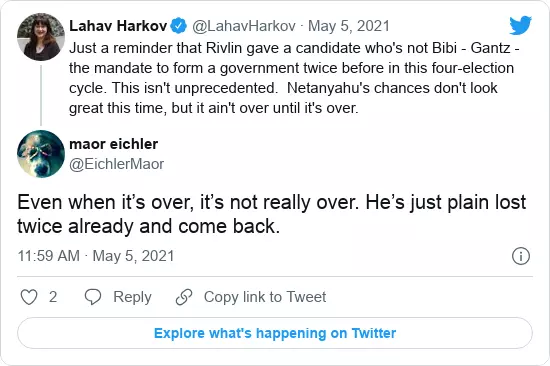 Lahav Harkov @LahavHarkov · May 5, 2021
Just a reminder that Rivlin gave a candidate who's not Bibi - Gantz -
the mandate to form a government twice before in this four-election
cycle. This isn't unprecedented.  Netanyahu's chances don't look
great this time, but it ain't over until it's over.
maor eichler
@EichlerMaor
Even when it’s over, it’s not really over. He’s just plain lost
twice already and come back.
11:59 AM · May 5, 2021
2 Reply Copy link to Tweet
Explore what's happening on Twitter